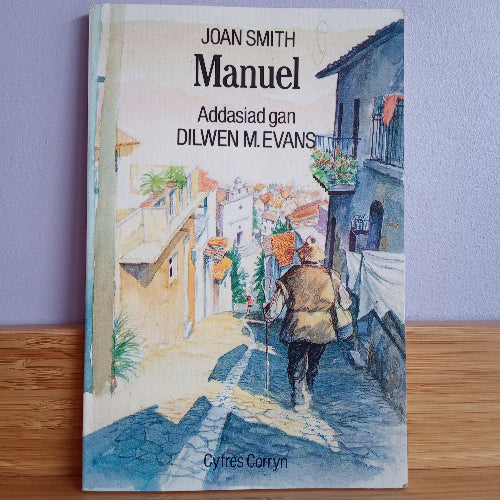 JOAN SMITH
Manuel
Addasiad gan
DILWEN M. EVANS
Cyfres Corryn